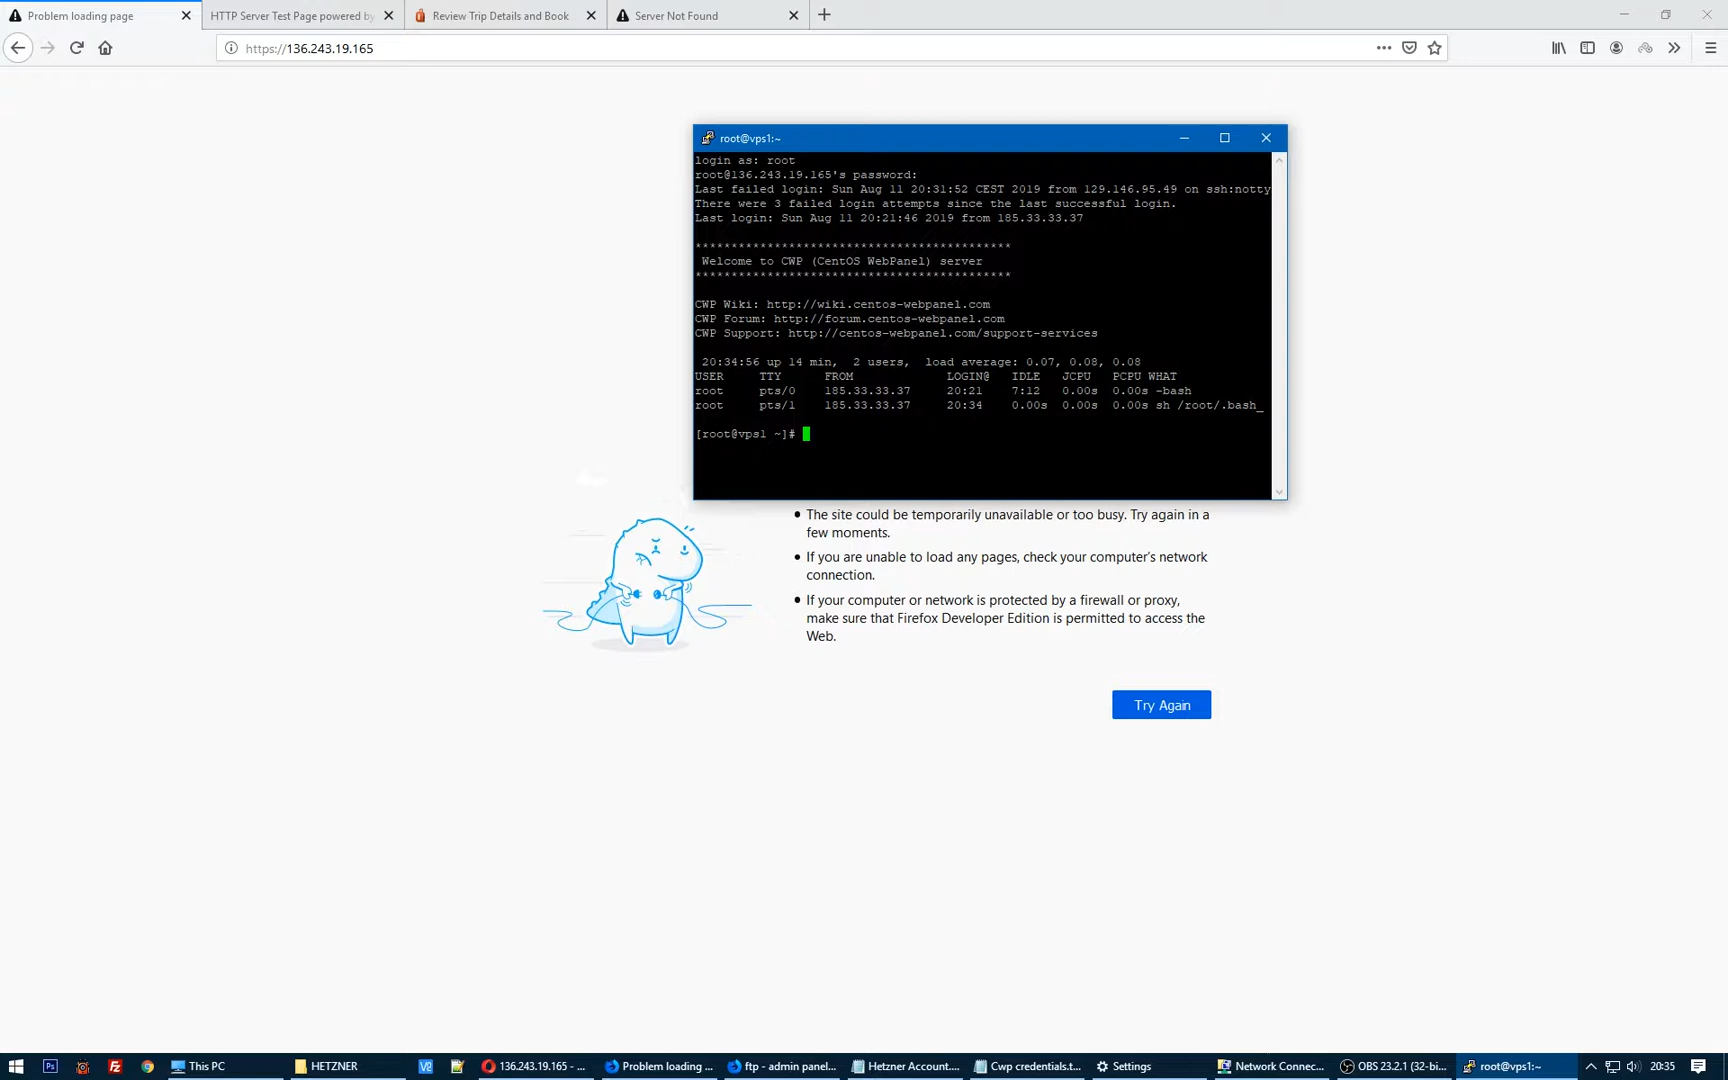 Problem loading page
HTTP Server Test Page powered by
Review Trip Details and Book
Server Not Found
https://136.243.19.165
root@vps1:~
login as: root
root@136.243.19.165's password:
Last failed login: Sun Aug 11 20:31:52 CEST 2019 from 129.146.95.49 on ssh:notty
There were 3 failed login attempts since the last successful login.
Last login: Sun Aug 11 20:21:46 2019 from 185.33.33.37
********************************************
Welcome to CWP (CentOS WebPanel) server
********************************************
CWP Wiki: http://wiki.centos-webpanel.com
CWP Forum: http://forum.centos-webpanel.com
CWP Support: http://centos-webpanel.com/support-services
20:34:56 up 14 min,  2 users,  load average: 0.07, 0.08, 0.08
USER     TTY      FROM             LOGIN@   IDLE   JCPU   PCPU WHAT
root     pts/0    185.33.33.37     20:21    7:12   0.00s  0.00s -bash
root     pts/1    185.33.33.37     20:34    0.00s  0.00s  0.00s sh /root/.bash_
[root@vps1 ~]#
• The site could be temporarily unavailable or too busy. Try again in a
few moments.
• If you are unable to load any pages, check your computer's network
connection.
• If your computer or network is protected by a firewall or proxy,
make sure that Firefox Developer Edition is permitted to access the
Web.
Try Again
This PC
HETZNER
136.243.19.165 - ...
Problem loading ...
ftp - admin panel...
Hetzner Account....
Cwp credentials.t...
Settings
Network Connec...
OBS 23.2.1 (32-bi...
root@vps1:~
20:35